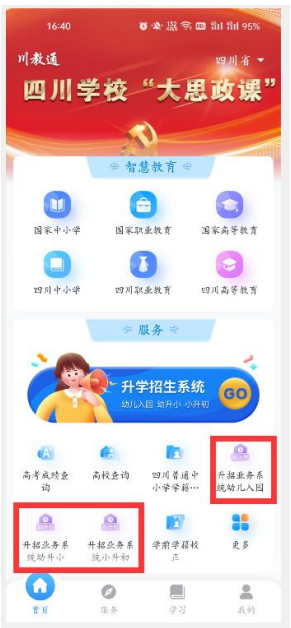 16:40
95%
川教通
四川省
四川学校“大思政课”
智慧教育
国家中小学
国家职业教育
国家高等教育
四川中小学
四川职业教育
四川高等教育
服务
升学招生系统
幼儿入园 幼升小 小升初
GO
高考成绩查
询
高校查询
四川普通中
小学学籍…
升招业务系
统幼儿入园
升招业务系
统幼升小
升招业务系
统小升初
学前学籍校
正
更多
首页
服务
学习
我的